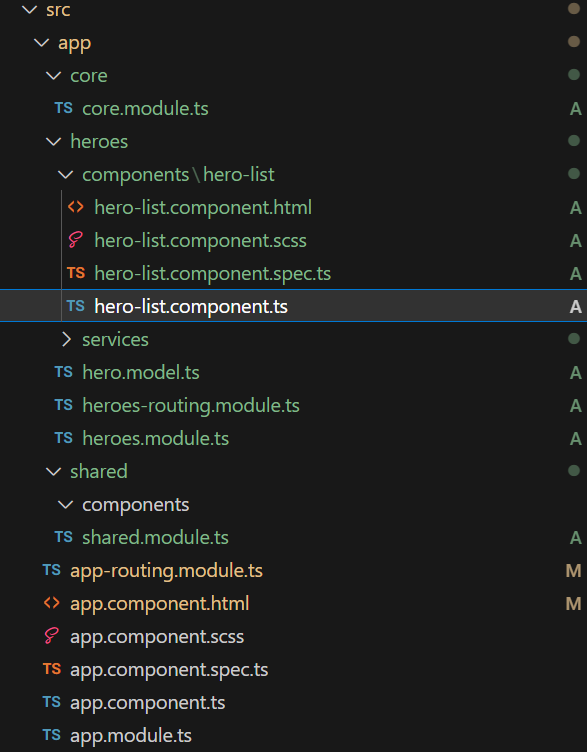 src
app
core
TS core.module.ts A
heroes
components\hero-list
<> hero-list.component.html A
hero-list.component.scss A
TS hero-list.component.spec.ts A
TS hero-list.component.ts A
services
TS hero.model.ts A
TS heroes-routing.module.ts A
TS heroes.module.ts A
shared
components
TS shared.module.ts A
TS app-routing.module.ts M
<> app.component.html M
app.component.scss
TS app.component.spec.ts
TS app.component.ts
TS app.module.ts